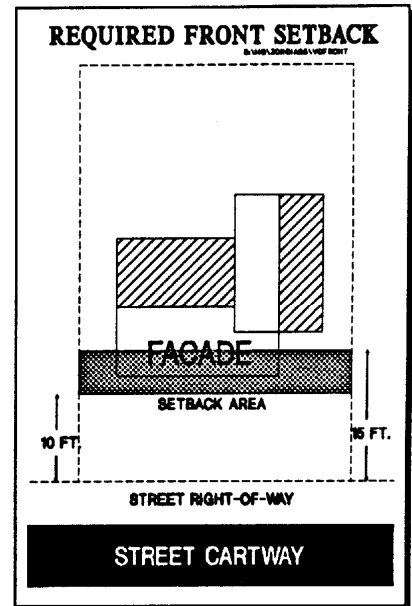 REQUIRED FRONT SETBACK
FACADE
SETBACK AREA
10 FT.
15 FT.
STREET RIGHT-OF-WAY
STREET CARTWAY